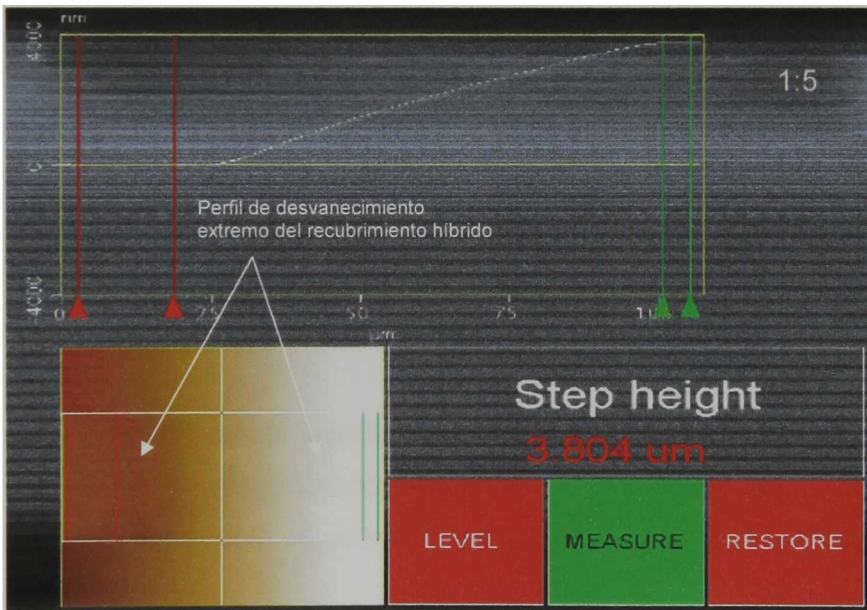 nm
4000
1:5
0
Perfil de desvanecimiento
extremo del recubrimiento híbrido
-4000
0 25 50 75 100
µm
Step height
3.804 um
LEVEL MEASURE RESTORE